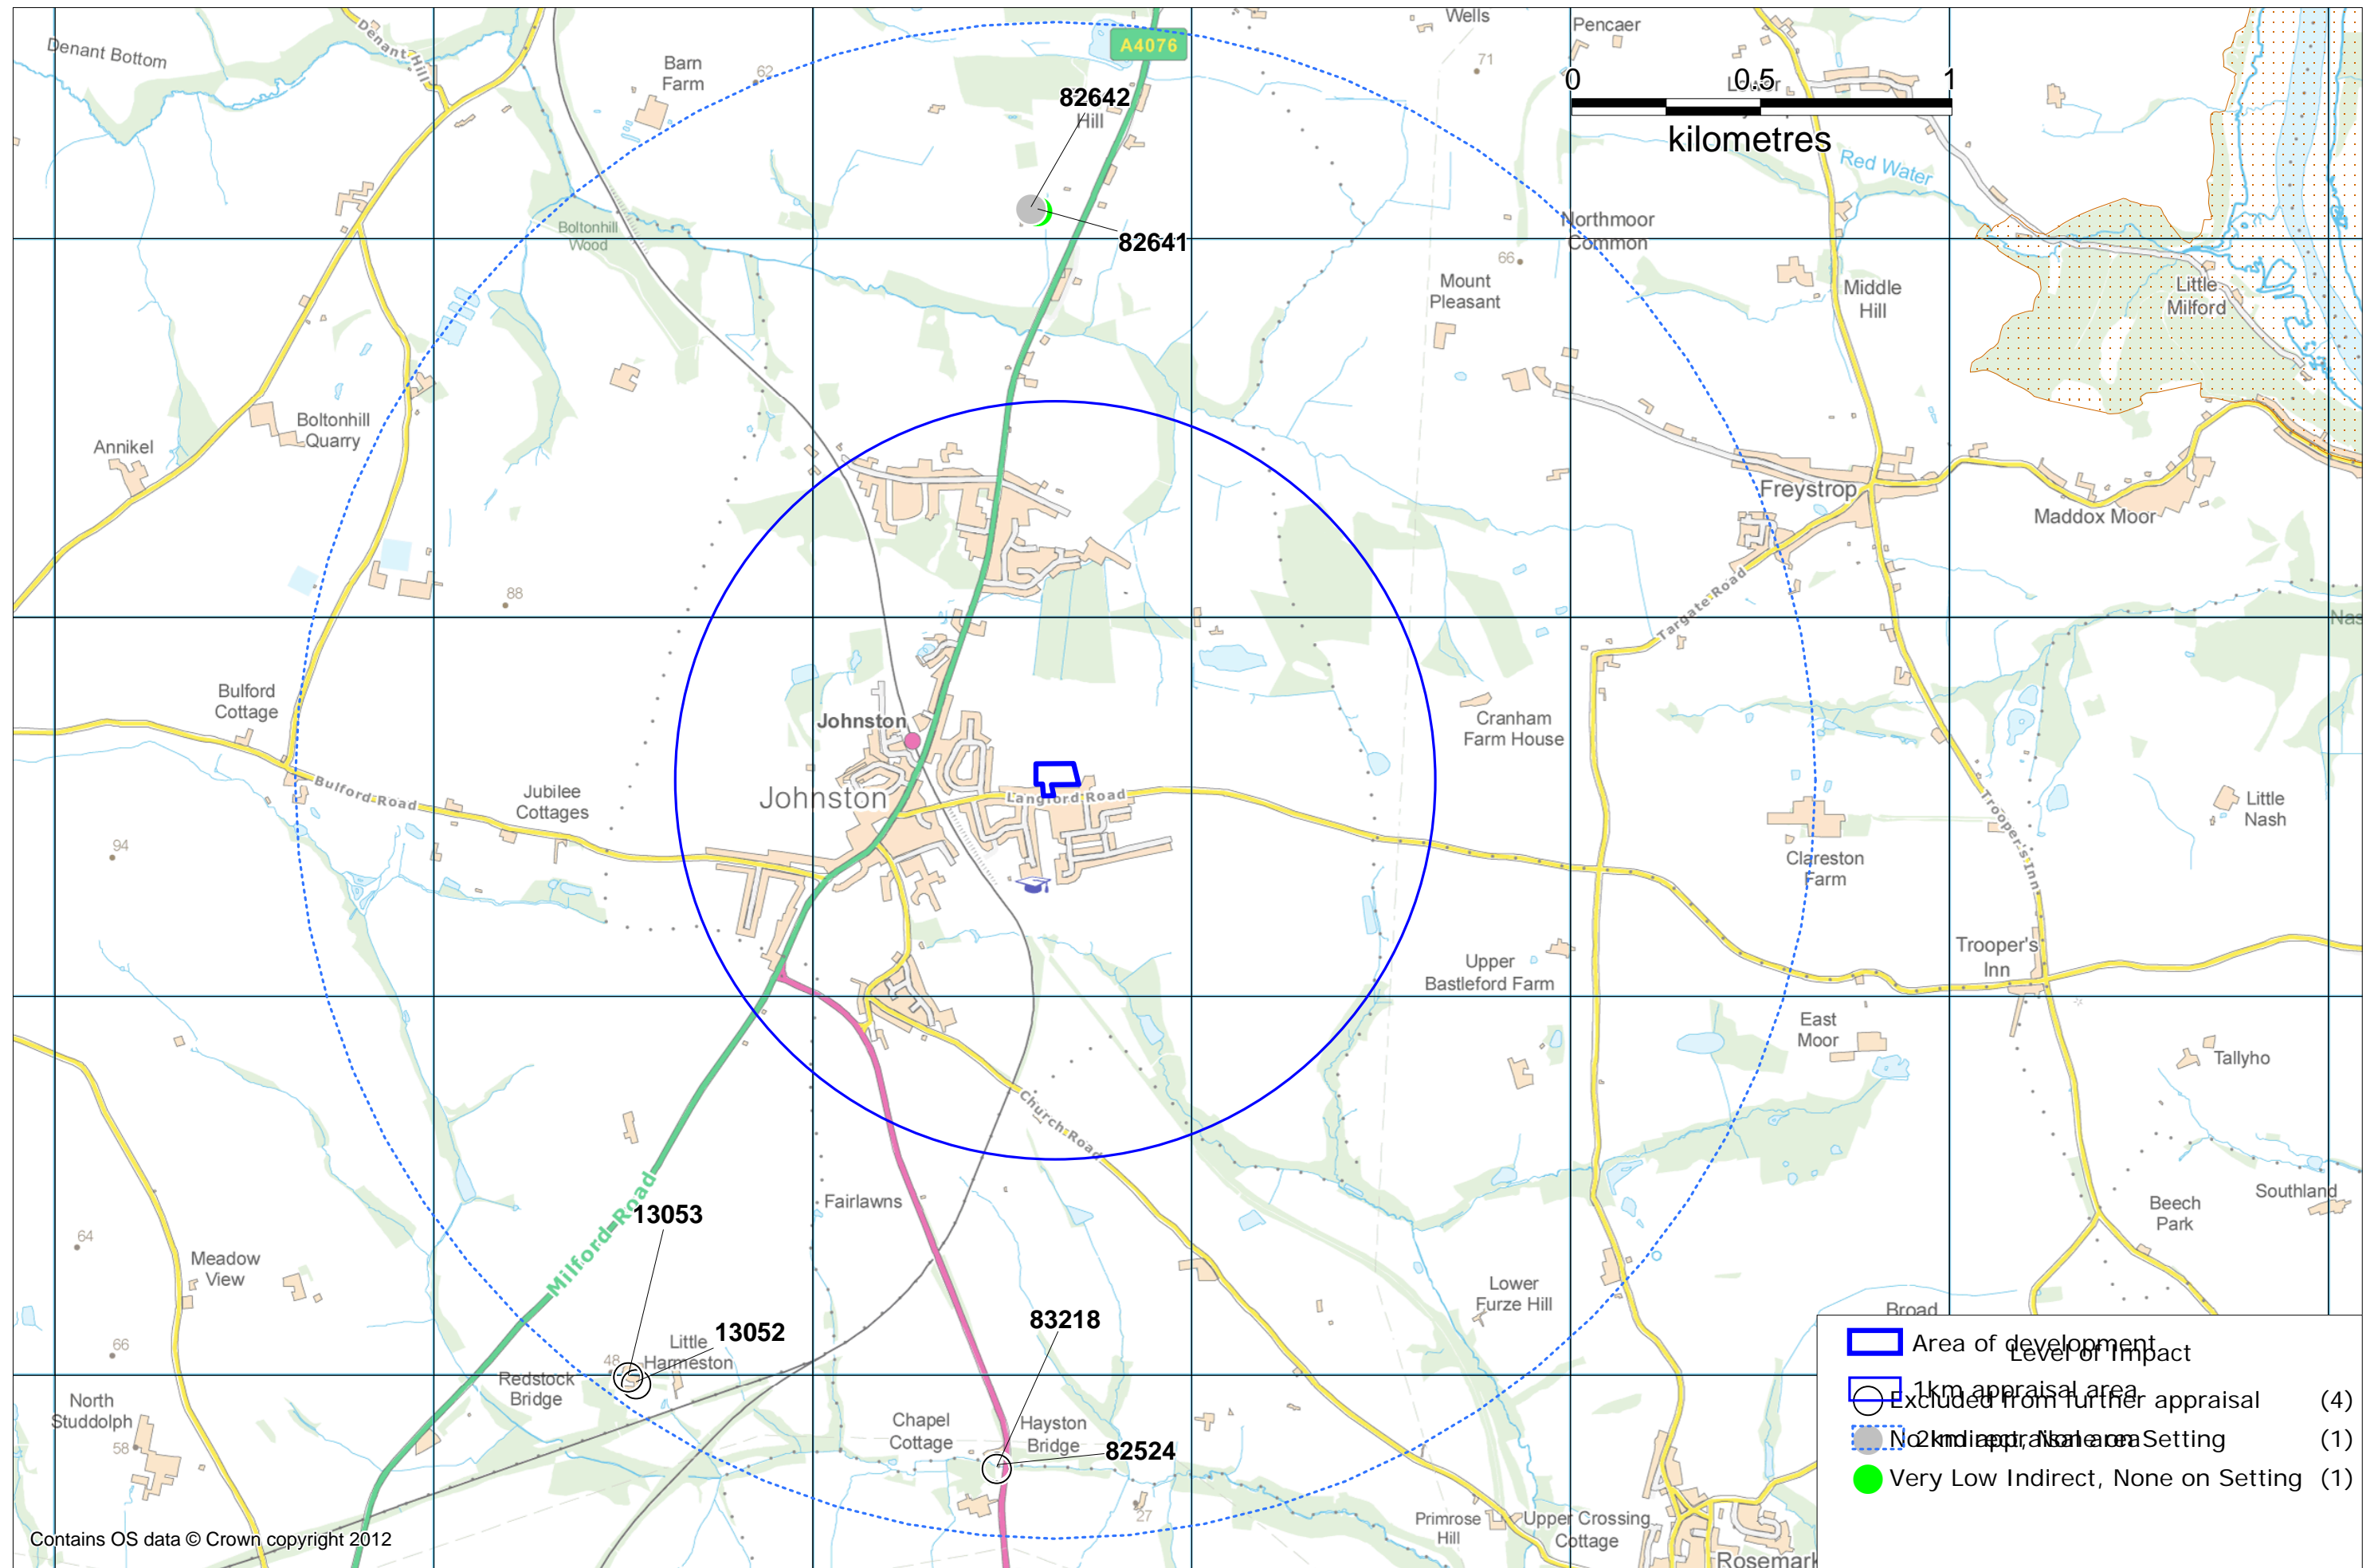 Wells
Pencaer
Denant Bottom
Denant Hill
Barn
Farm
62
A4076
71
0
0.5
1
Lower
kilometres
82642
Hill
Red Water
Boltonhill
Wood
82641
Northmoor
Common
66
Mount
Pleasant
Middle
Hill
Little
Milford
Boltonhill
Quarry
Annikel
Freystrop
Maddox Moor
88
Targate Road
Nas
Bulford
Cottage
Johnston
Cranham
Farm House
Bulford Road
Jubilee
Cottages
Johnston
Langford Road
Trooper's Inn
Little
Nash
94
Clareston
Farm
Upper
Bastleford Farm
Trooper's
Inn
East
Moor
Tallyho
Church Road
Milford Road
Fairlawns
13053
64
Meadow
View
Beech
Park
Southland
Lower
Furze Hill
Broad
83218
13052
Little
Harmeston
48
66
Redstock
Bridge
North
Studdolph
58
Chapel
Cottage
Hayston
Bridge
82524
27
Primrose
Hill
Upper Crossing
Cottage
Rosemark
Area of development
Level of Impact
1km appraisal area
Excluded from further appraisal (4)
2km appraisal area
No Indirect, None on Setting (1)
Very Low Indirect, None on Setting (1)
Contains OS data © Crown copyright 2012